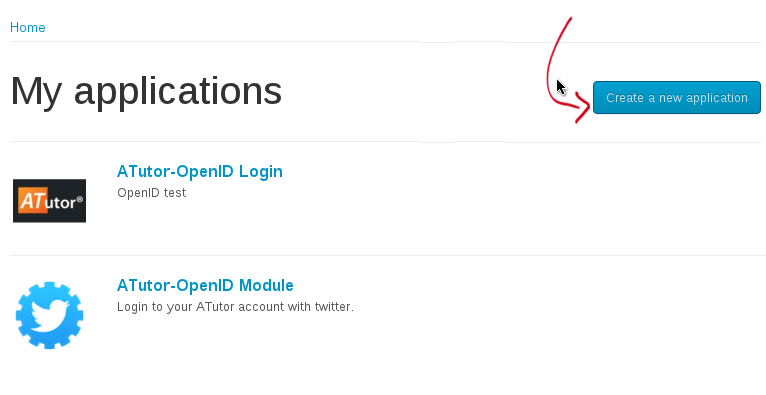 Home
My applications
Create a new application
ATutor-OpenID Login
OpenID test
ATutor®
ATutor-OpenID Module
Login to your ATutor account with twitter.